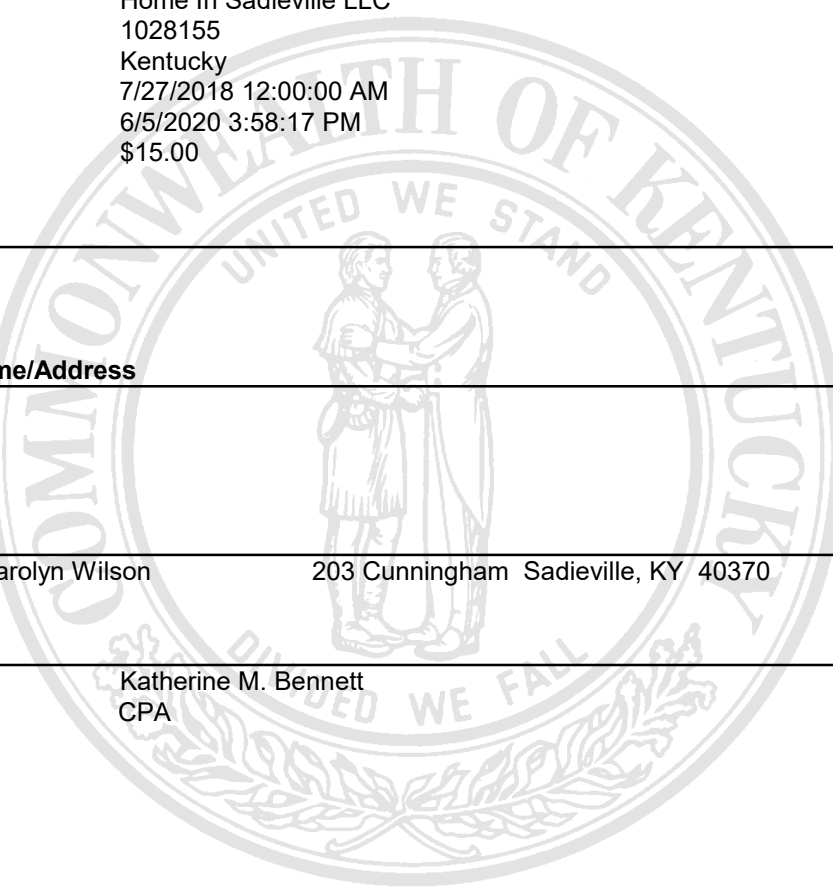 Home In Sadieville LLC
1028155
Kentucky
7/27/2018 12:00:00 AM
6/5/2020 3:58:17 PM
$15.00
COMMONWEALTH OF KENTUCKY
UNITED WE STAND
me/Address
arolyn Wilson 203 Cunningham Sadieville, KY 40370
DIVIDED WE FALL
Katherine M. Bennett
CPA